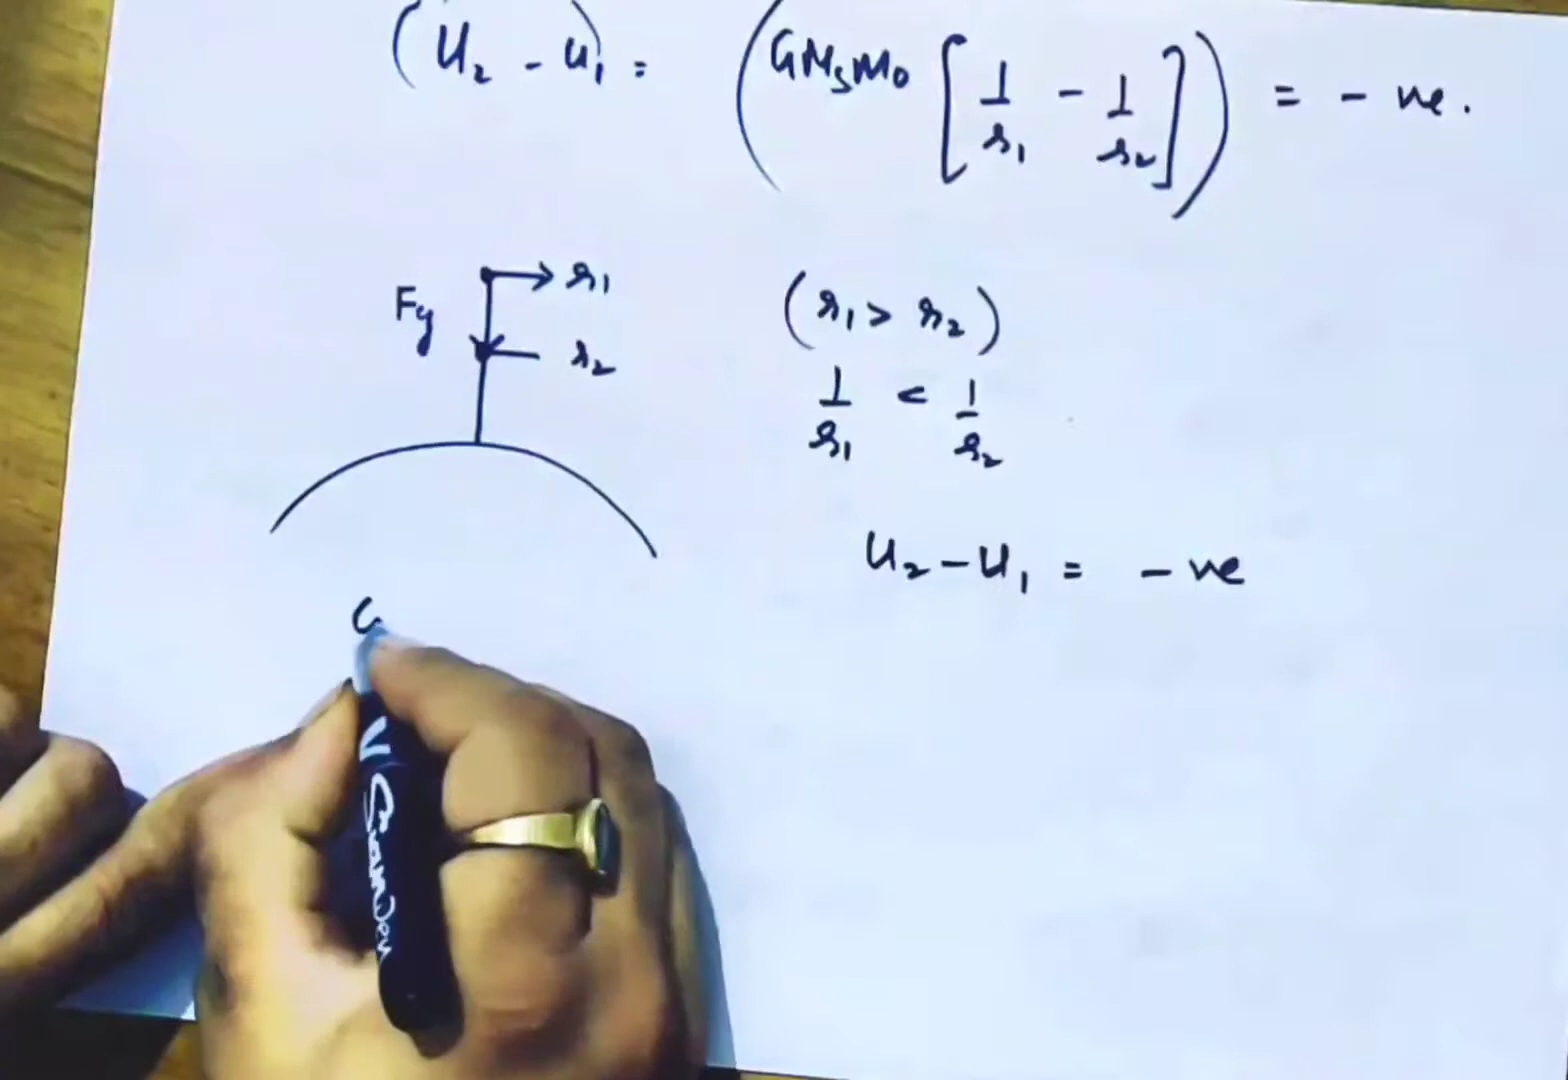 (U₂ - U₁) = (GMsM₀ [1/r₁ - 1/r₂]) = - ve.
r₁
Fg
r₂
(r₁ > r₂)
1/r₁ < 1/r₂
U₂ - U₁ = - ve
G